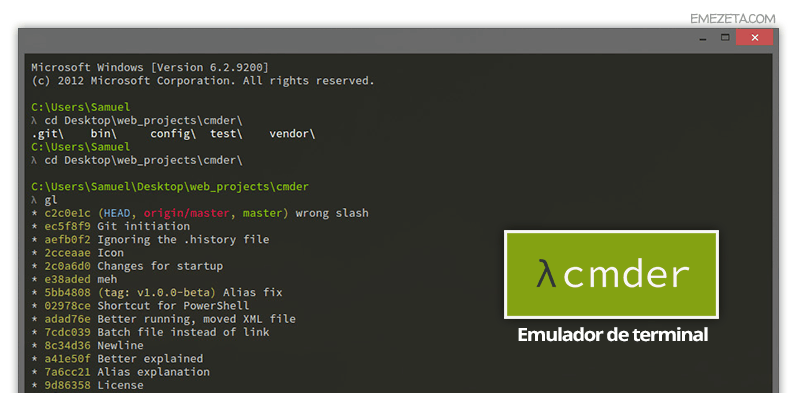 EMEZETA.COM
Microsoft Windows [Version 6.2.9200]
(c) 2012 Microsoft Corporation. All rights reserved.
C:\Users\Samuel
λ cd Desktop\web_projects\cmder\
.git\ bin\ config\ test\ vendor\
C:\Users\Samuel
λ cd Desktop\web_projects\cmder\
C:\Users\Samuel\Desktop\web_projects\cmder
λ gl
* c2c0e1c (HEAD, origin/master, master) wrong slash
* ec5f8f9 Git initiation
* aefb0f2 Ignoring the .history file
* 2cceaae Icon
* 2c0a6d0 Changes for startup
* e38aded meh
* 5bb4808 (tag: v1.0.0-beta) Alias fix
* 02978ce Shortcut for PowerShell
* adad76e Better running, moved XML file
* 7cdc039 Batch file instead of link
* 8c34d36 Newline
* a41e50f Better explained
* 7a6cc21 Alias explanation
* 9d86358 License
λcmder
Emulador de terminal